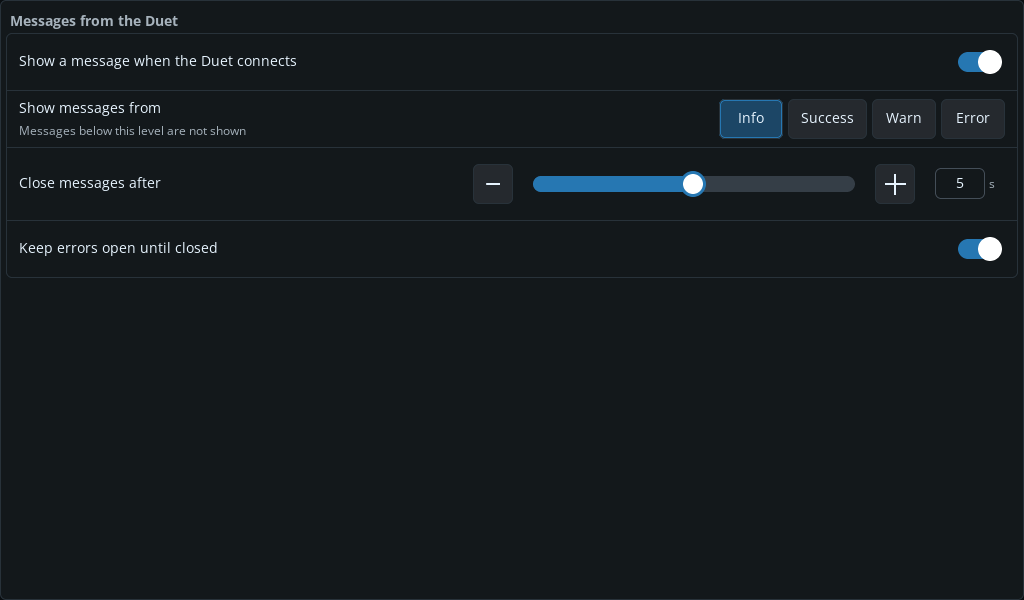 Messages from the Duet
Show a message when the Duet connects
Show messages from
Messages below this level are not shown
Info Success Warn Error
Close messages after
5 s
Keep errors open until closed